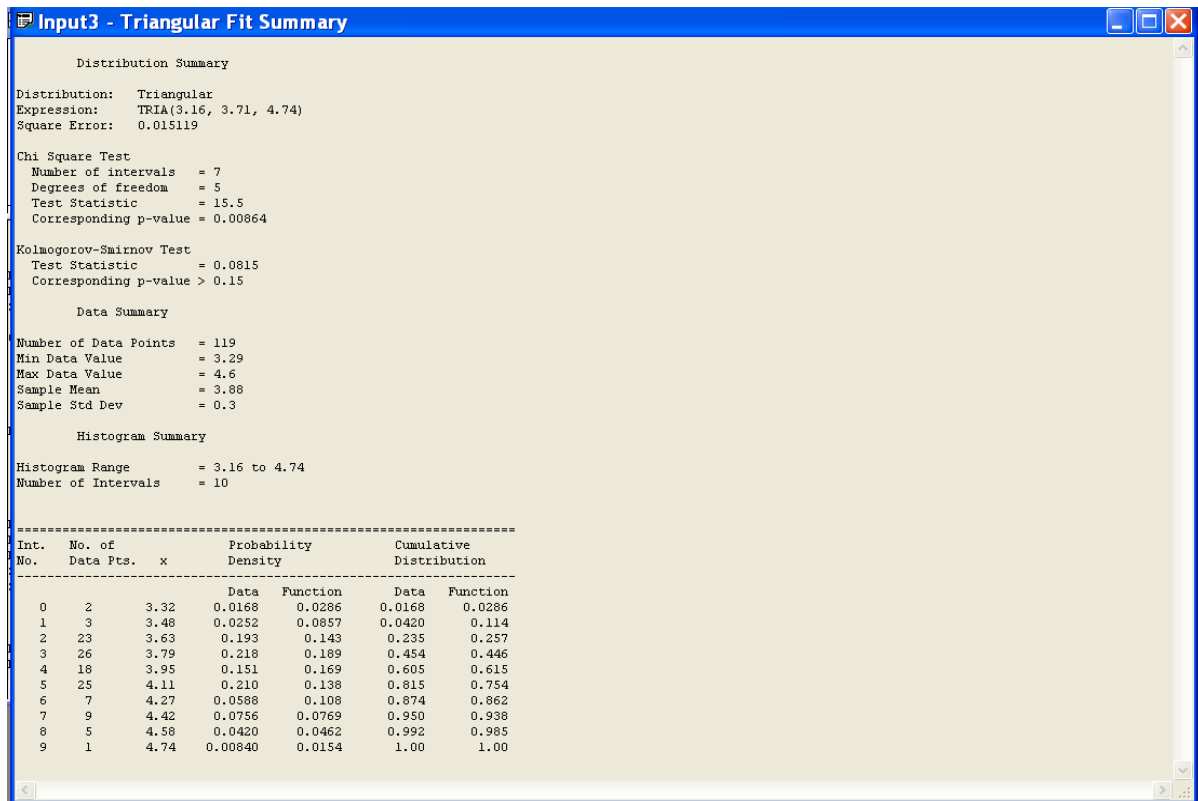 Input3 - Triangular Fit Summary
Distribution Summary
Distribution: Triangular
Expression: TRIA(3.16, 3.71, 4.74)
Square Error: 0.015119
Chi Square Test
Number of intervals = 7
Degrees of freedom = 5
Test Statistic = 15.5
Corresponding p-value = 0.00864
Kolmogorov-Smirnov Test
Test Statistic = 0.0815
Corresponding p-value > 0.15
Data Summary
Number of Data Points = 119
Min Data Value = 3.29
Max Data Value = 4.6
Sample Mean = 3.88
Sample Std Dev = 0.3
Histogram Summary
Histogram Range = 3.16 to 4.74
Number of Intervals = 10
Int. No. of Probability Cumulative
No. Data Pts. x Density Distribution
Data Function Data Function
0 2 3.32 0.0168 0.0286 0.0168 0.0286
1 3 3.48 0.0252 0.0857 0.0420 0.114
2 23 3.63 0.193 0.143 0.235 0.257
3 26 3.79 0.218 0.189 0.454 0.446
4 18 3.95 0.151 0.169 0.605 0.615
5 25 4.11 0.210 0.138 0.815 0.754
6 7 4.27 0.0588 0.108 0.874 0.862
7 9 4.42 0.0756 0.0769 0.950 0.938
8 5 4.58 0.0420 0.0462 0.992 0.985
9 1 4.74 0.00840 0.0154 1.00 1.00